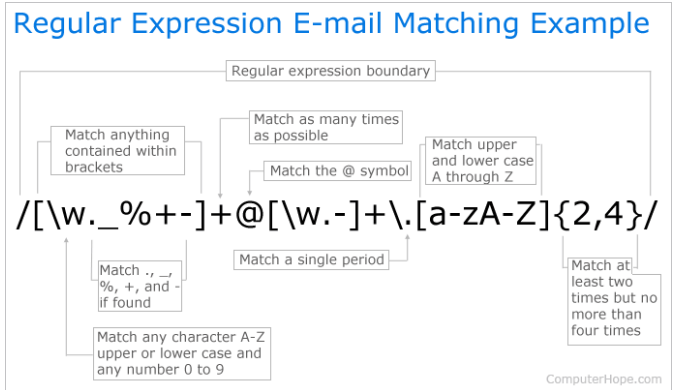 Regular Expression E-mail Matching Example
Regular expression boundary
Match anything
contained within
brackets
Match as many times
as possible
Match the @ symbol
Match upper
and lower case
A through Z
/[\w._%+-]+@[\w.-]+\.[a-zA-Z]{2,4}/
Match ., _,
%, +, and -
if found
Match a single period
Match at
least two
times but no
more than
four times
Match any character A-Z
upper or lower case and
any number 0 to 9
ComputerHope.com